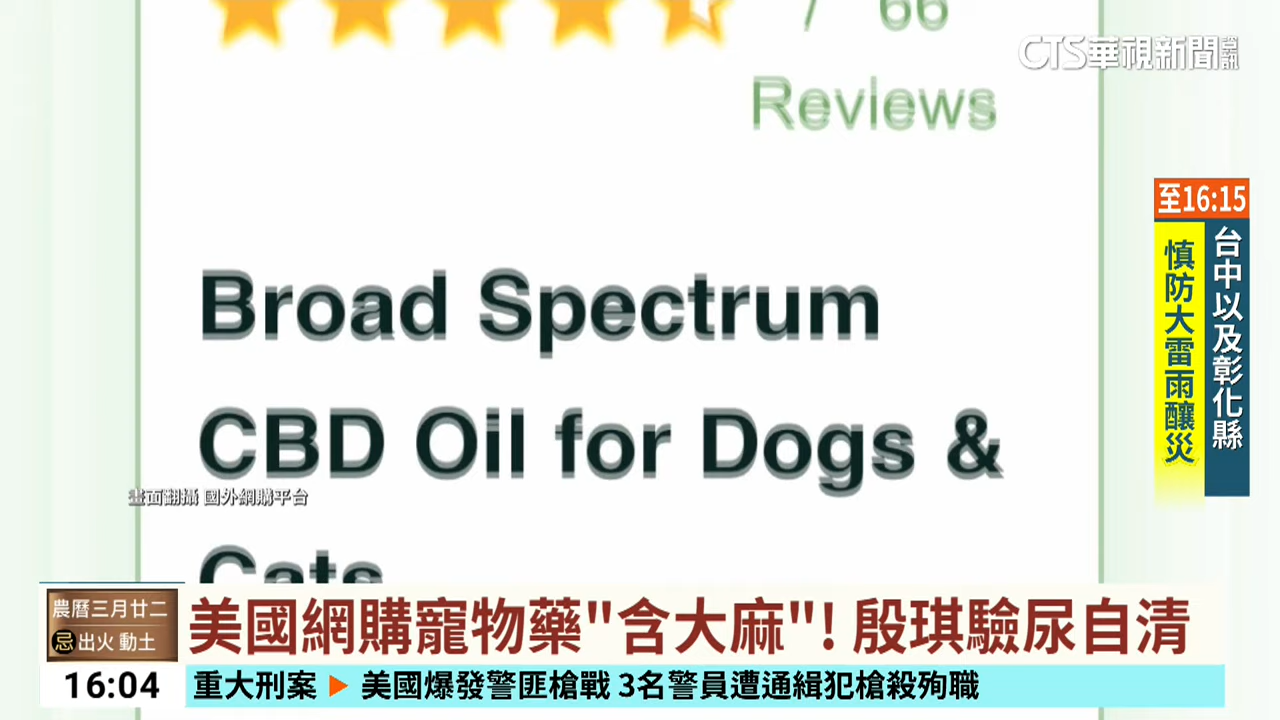 / 66
Reviews
CTS華視新聞資訊
至16:15
台中以及彰化縣
慎防大雷雨釀災
Broad Spectrum
CBD Oil for Dogs &
Cats
畫面翻攝 國外網購平台
農曆三月廿二
忌出火 動土
16:04
美國網購寵物藥"含大麻"! 殷琪驗尿自清
重大刑案 ▶ 美國爆發警匪槍戰 3名警員遭通緝犯槍殺殉職